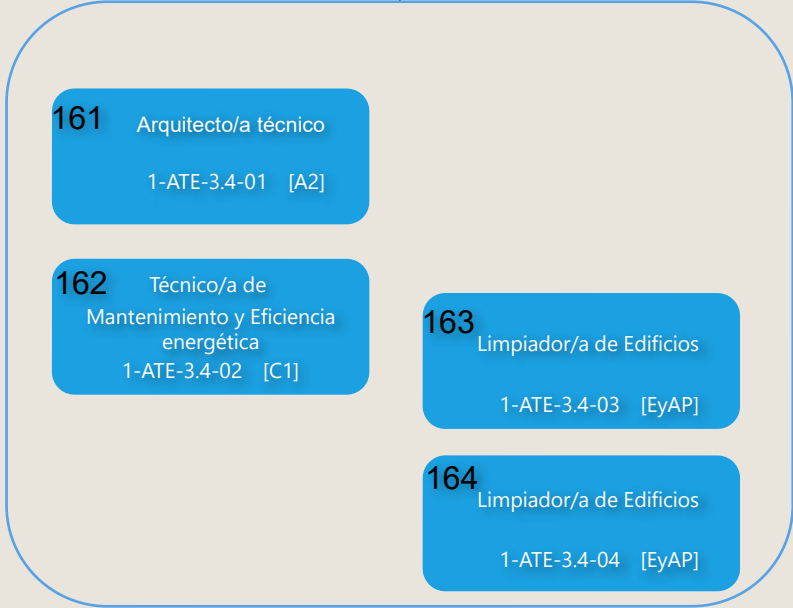 161 Arquitecto/a técnico
1-ATE-3.4-01 [A2]
162 Técnico/a de
Mantenimiento y Eficiencia
energética
1-ATE-3.4-02 [C1]
163
Limpiador/a de Edificios
1-ATE-3.4-03 [EyAP]
164
Limpiador/a de Edificios
1-ATE-3.4-04 [EyAP]